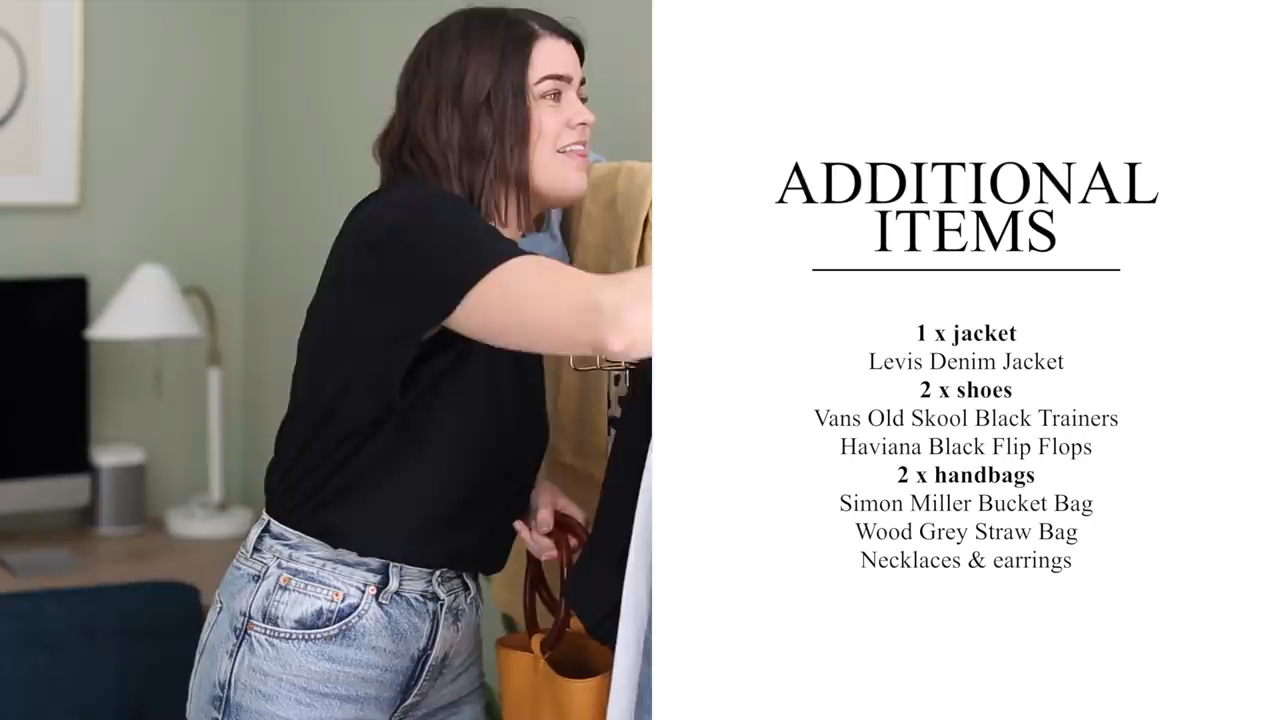 ADDITIONAL
ITEMS
1 x jacket
Levis Denim Jacket
2 x shoes
Vans Old Skool Black Trainers
Haviana Black Flip Flops
2 x handbags
Simon Miller Bucket Bag
Wood Grey Straw Bag
Necklaces & earrings